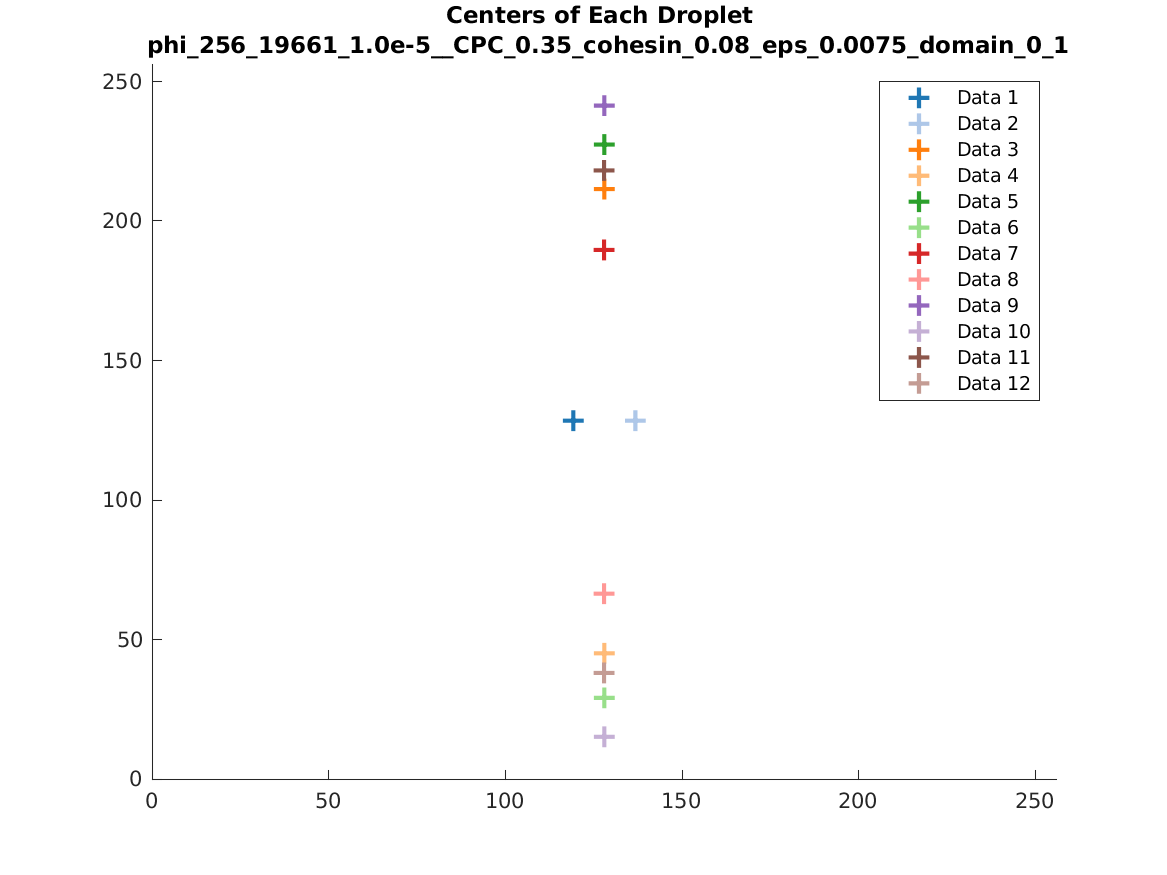 Centers of Each Droplet
phi_256_19661_1.0e-5__CPC_0.35_cohesin_0.08_eps_0.0075_domain_0_1
250
200
150
100
50
0
0 50 100 150 200 250
Data 1
Data 2
Data 3
Data 4
Data 5
Data 6
Data 7
Data 8
Data 9
Data 10
Data 11
Data 12